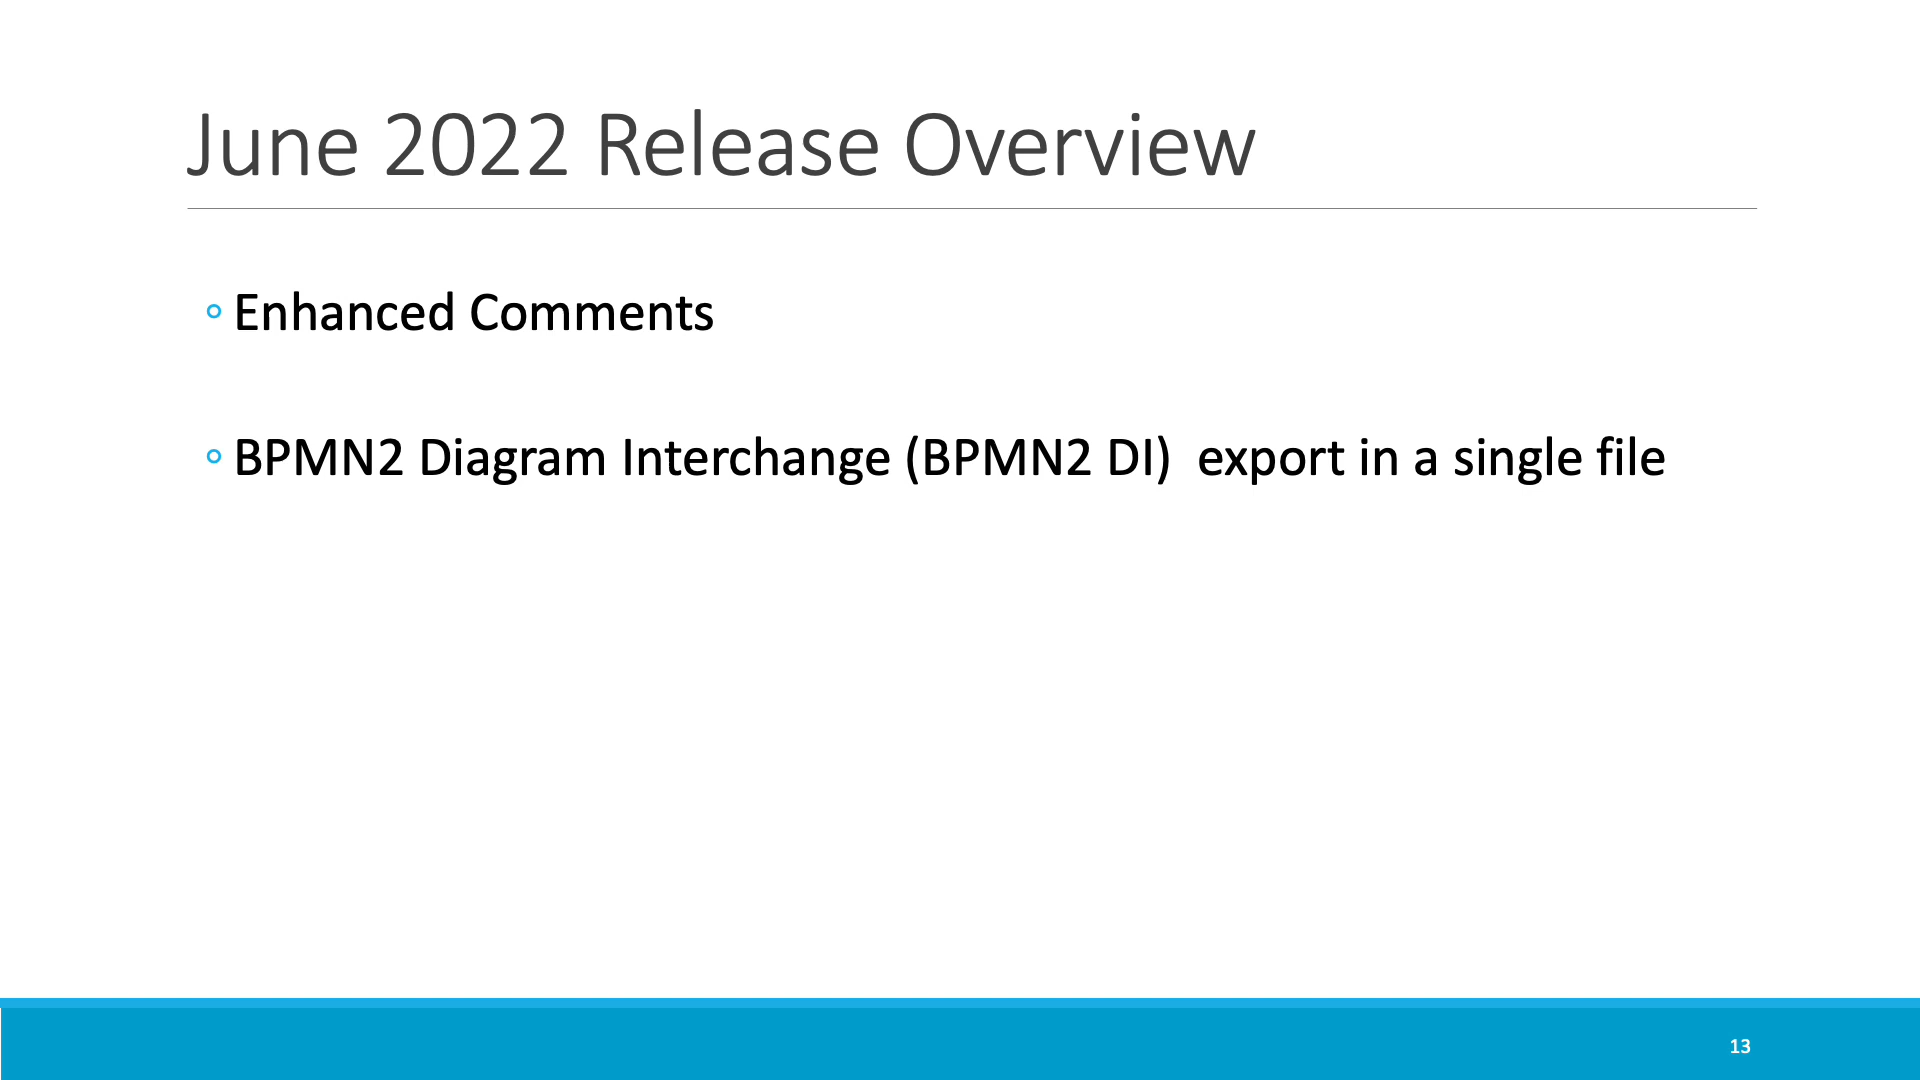 June 2022 Release Overview
◦ Enhanced Comments
◦ BPMN2 Diagram Interchange (BPMN2 DI)  export in a single file
13